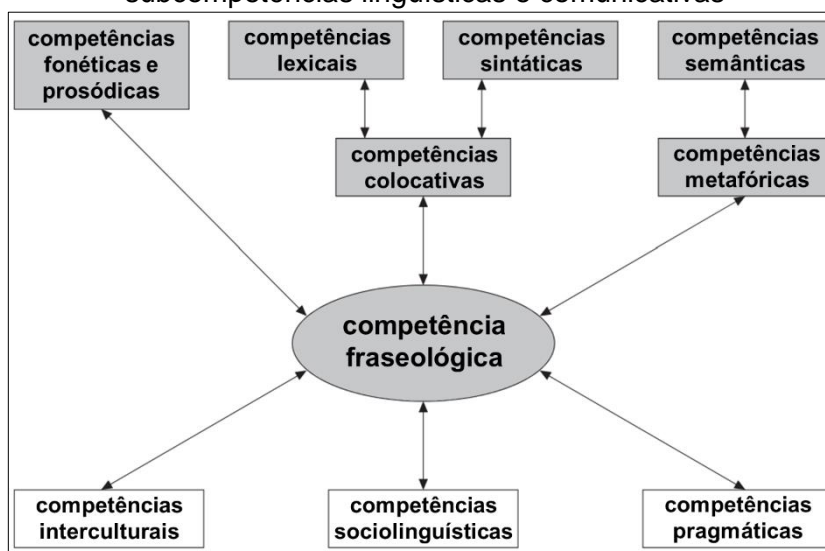 subcompetências linguísticas e comunicativas
competências
fonéticas e
prosódicas
competências
lexicais
competências
sintáticas
competências
semânticas
competências
colocativas
competências
metafóricas
competência
fraseológica
competências
interculturais
competências
sociolinguísticas
competências
pragmáticas